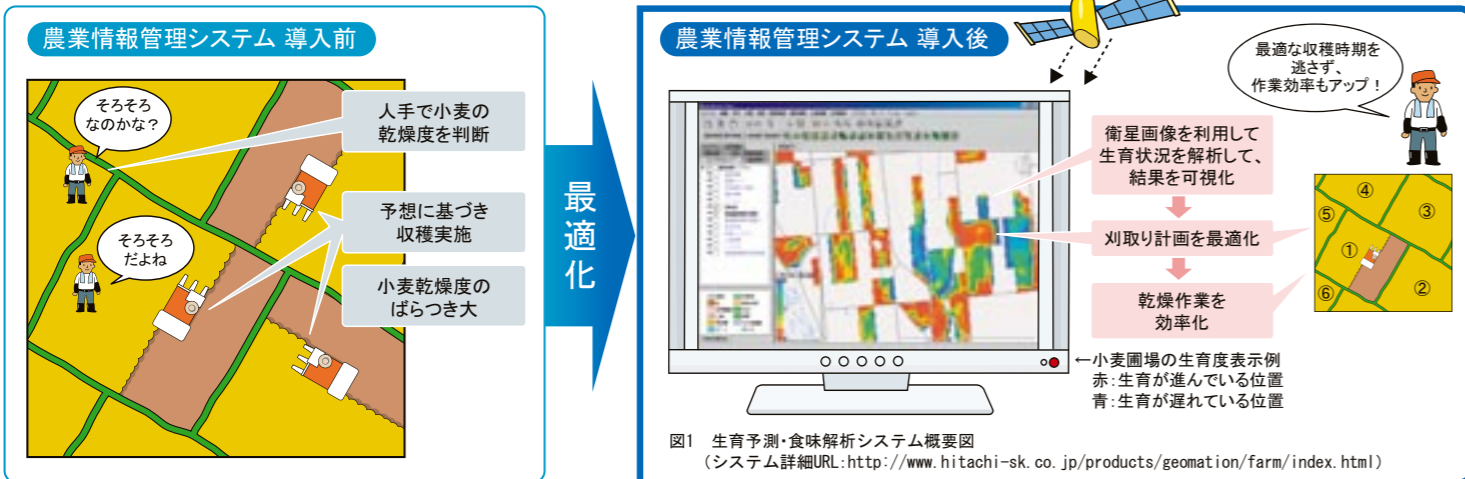 農業情報管理システム 導入前
そろそろ
なのかな？
人手で小麦の
乾燥度を判断
予想に基づき
収穫実施
そろそろ
だよね
小麦乾燥度の
ばらつき大
最適化
農業情報管理システム 導入後
最適な収穫時期を
逃さず、
作業効率もアップ！
衛星画像を利用して
生育状況を解析して、
結果を可視化
刈取り計画を最適化
乾燥作業を
効率化
④
③
⑤
①
②
⑥
←小麦圃場の生育度表示例
赤：生育が進んでいる位置
青：生育が遅れている位置
図1 生育予測・食味解析システム概要図
（システム詳細URL：http://www.hitachi-sk.co.jp/products/geomation/farm/index.html）